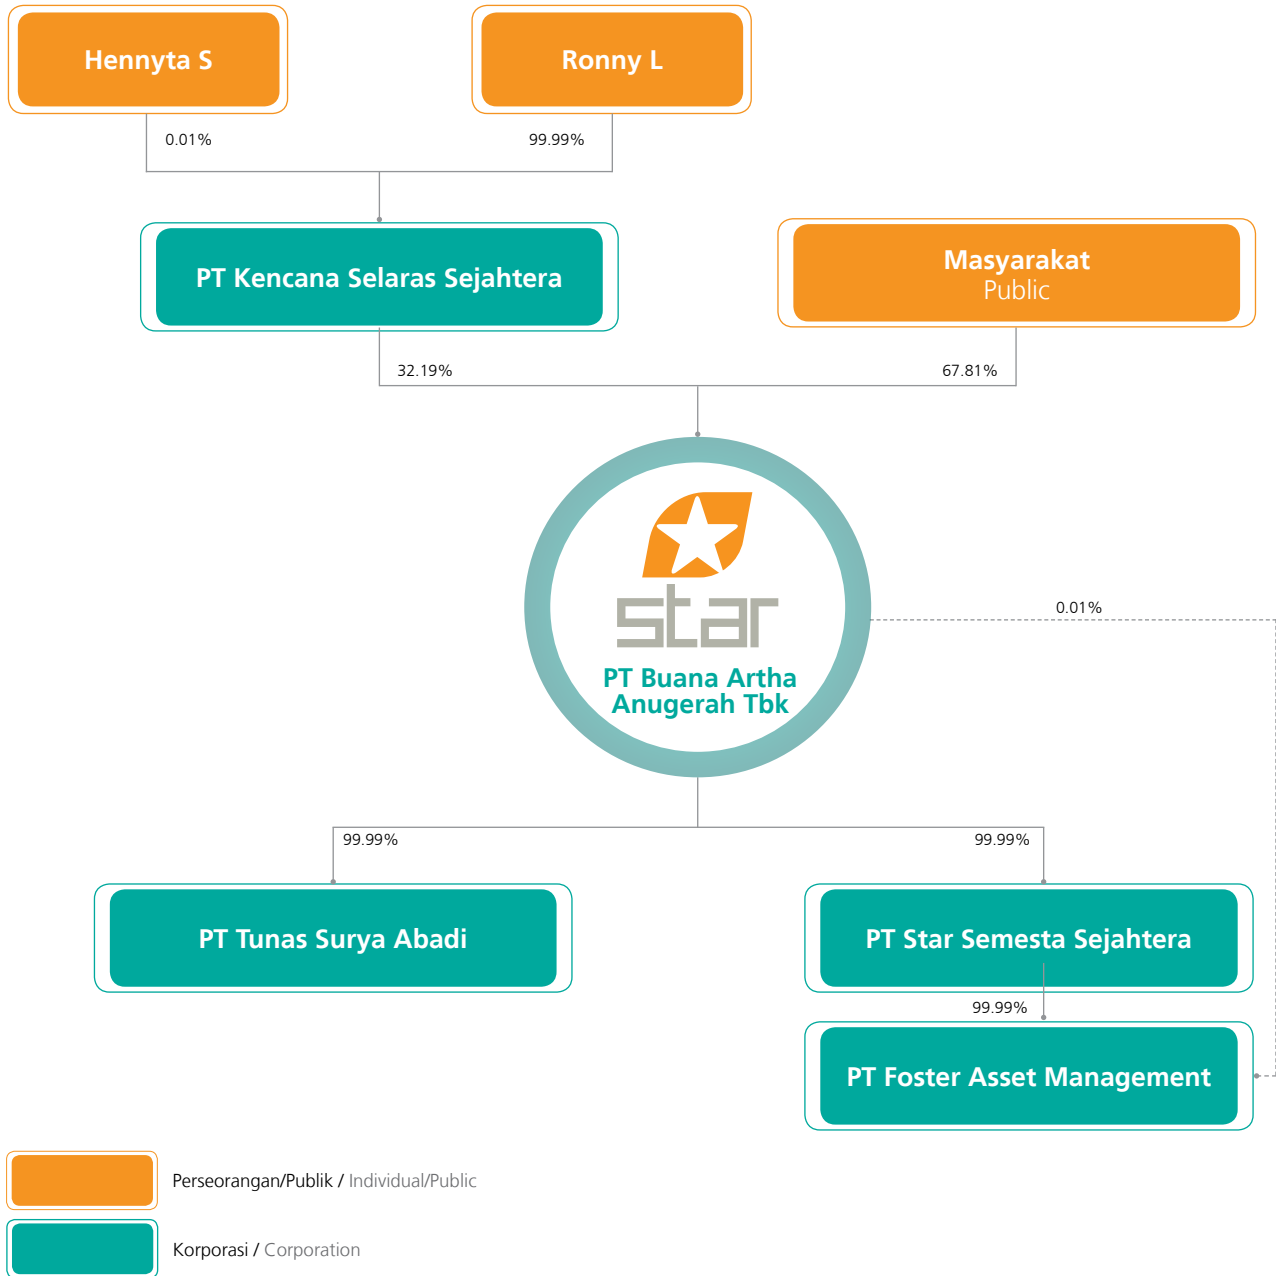 Hennyta S
Ronny L
0.01%
99.99%
PT Kencana Selaras Sejahtera
Masyarakat
Public
32.19%
67.81%
star
0.01%
PT Buana Artha
Anugerah Tbk
99.99%
99.99%
PT Tunas Surya Abadi
PT Star Semesta Sejahtera
99.99%
PT Foster Asset Management
Perseorangan/Publik / Individual/Public
Korporasi / Corporation